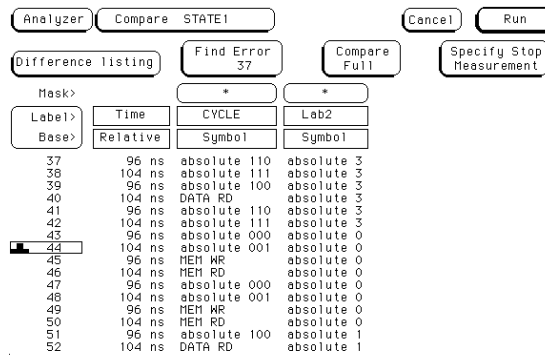 Analyzer Compare STATE1 Cancel Run
Difference listing Find Error 37 Compare Full Specify Stop Measurement
Mask> * *
Label> Time CYCLE Lab2
Base> Relative Symbol Symbol
37 96 ns absolute 110 absolute 3
38 104 ns absolute 111 absolute 3
39 96 ns absolute 100 absolute 3
40 104 ns DATA RD absolute 3
41 96 ns absolute 110 absolute 3
42 104 ns absolute 111 absolute 3
43 96 ns absolute 000 absolute 0
44 104 ns absolute 001 absolute 0
45 96 ns MEM WR absolute 0
46 104 ns MEM RD absolute 0
47 96 ns absolute 000 absolute 0
48 104 ns absolute 001 absolute 0
49 96 ns MEM WR absolute 0
50 104 ns MEM RD absolute 0
51 96 ns absolute 100 absolute 1
52 104 ns DATA RD absolute 1